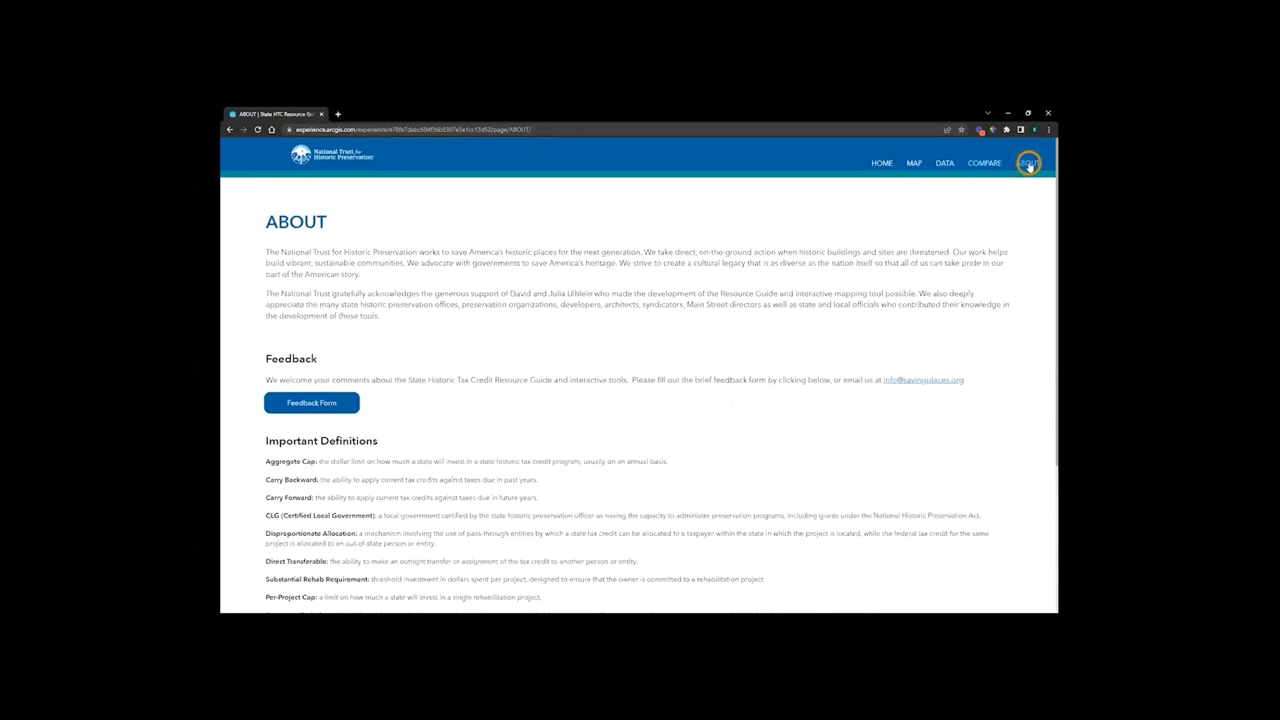 ABOUT | State HTC Resource Gu
experience.arcgis.com/experience/
/page/ABOUT/
National Trust for
Historic Preservation
HOME MAP DATA COMPARE ABOUT
ABOUT
The National Trust for Historic Preservation works to save America's historic places for the next generation. We take direct, on-the-ground action when historic buildings and sites are threatened. Our work helps
build vibrant, sustainable communities. We advocate with governments to save America's heritage. We strive to create a cultural legacy that is as diverse as the nation itself so that all of us can take pride in our
part of the American story.
The National Trust gratefully acknowledges the generous support of David and Julia Uihlein who made the development of the Resource Guide and interactive mapping tool possible. We also deeply
appreciate the many state historic preservation offices, preservation organizations, developers, architects, syndicators, Main Street directors as well as state and local officials who contributed their knowledge in
the development of these tools.
Feedback
We welcome your comments about the State Historic Tax Credit Resource Guide and interactive tools. Please fill out the brief feedback form by clicking below, or email us at info@savingplaces.org
Feedback Form
Important Definitions
Aggregate Cap: the dollar limit on how much a state will invest in a state historic tax credit program, usually on an annual basis.
Carry Backward: the ability to apply current tax credits against taxes due in past years.
Carry Forward: the ability to apply current tax credits against taxes due in future years.
CLG (Certified Local Government): a local government certified by the state historic preservation officer as having the capacity to administer preservation programs, including grants under the National Historic Preservation Act.
Disproportionate Allocation: a mechanism involving the use of pass-through entities by which a state tax credit can be allocated to a taxpayer within the state in which the project is located, while the federal tax credit for the same
project is allocated to an out-of-state person or entity.
Direct Transferable: the ability to make an outright transfer or assignment of the tax credit to another person or entity.
Substantial Rehab Requirement: threshold investment in dollars spent per project, designed to ensure that the owner is committed to a rehabilitation project.
Per-Project Cap: a limit on how much a state will invest in a single rehabilitation project.